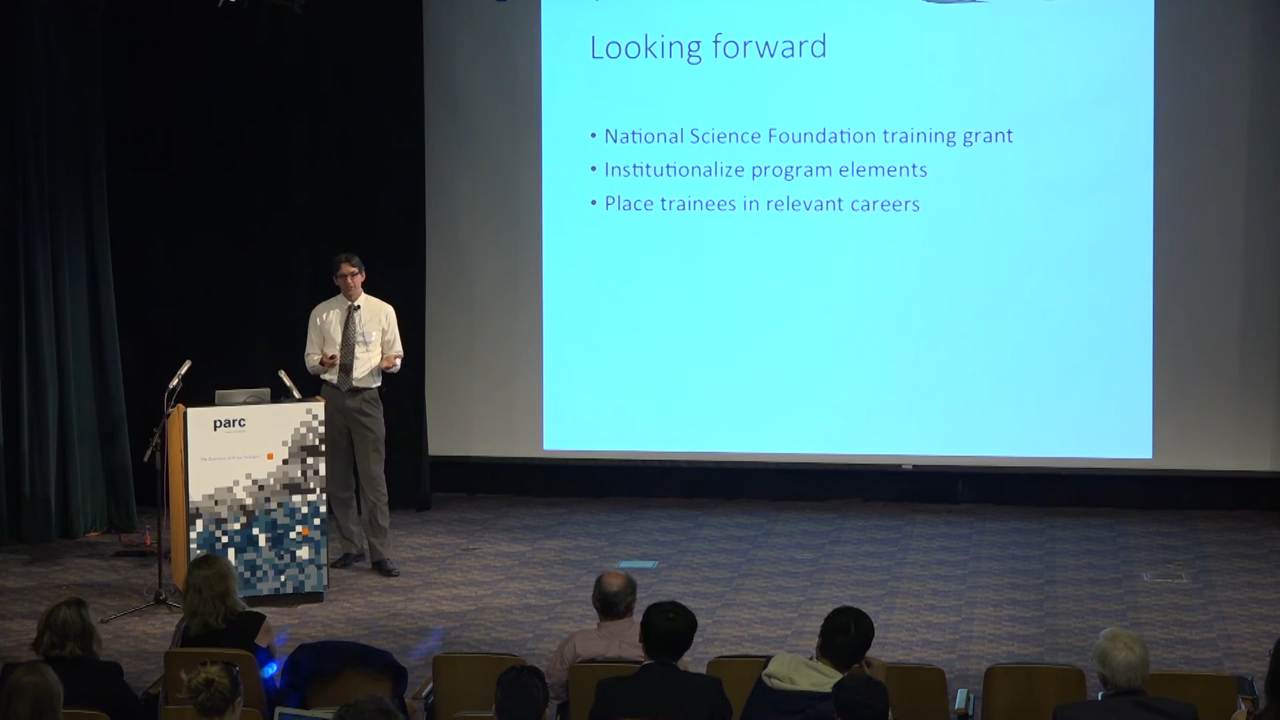 Looking forward
• National Science Foundation training grant
• Institutionalize program elements
• Place trainees in relevant careers
parc